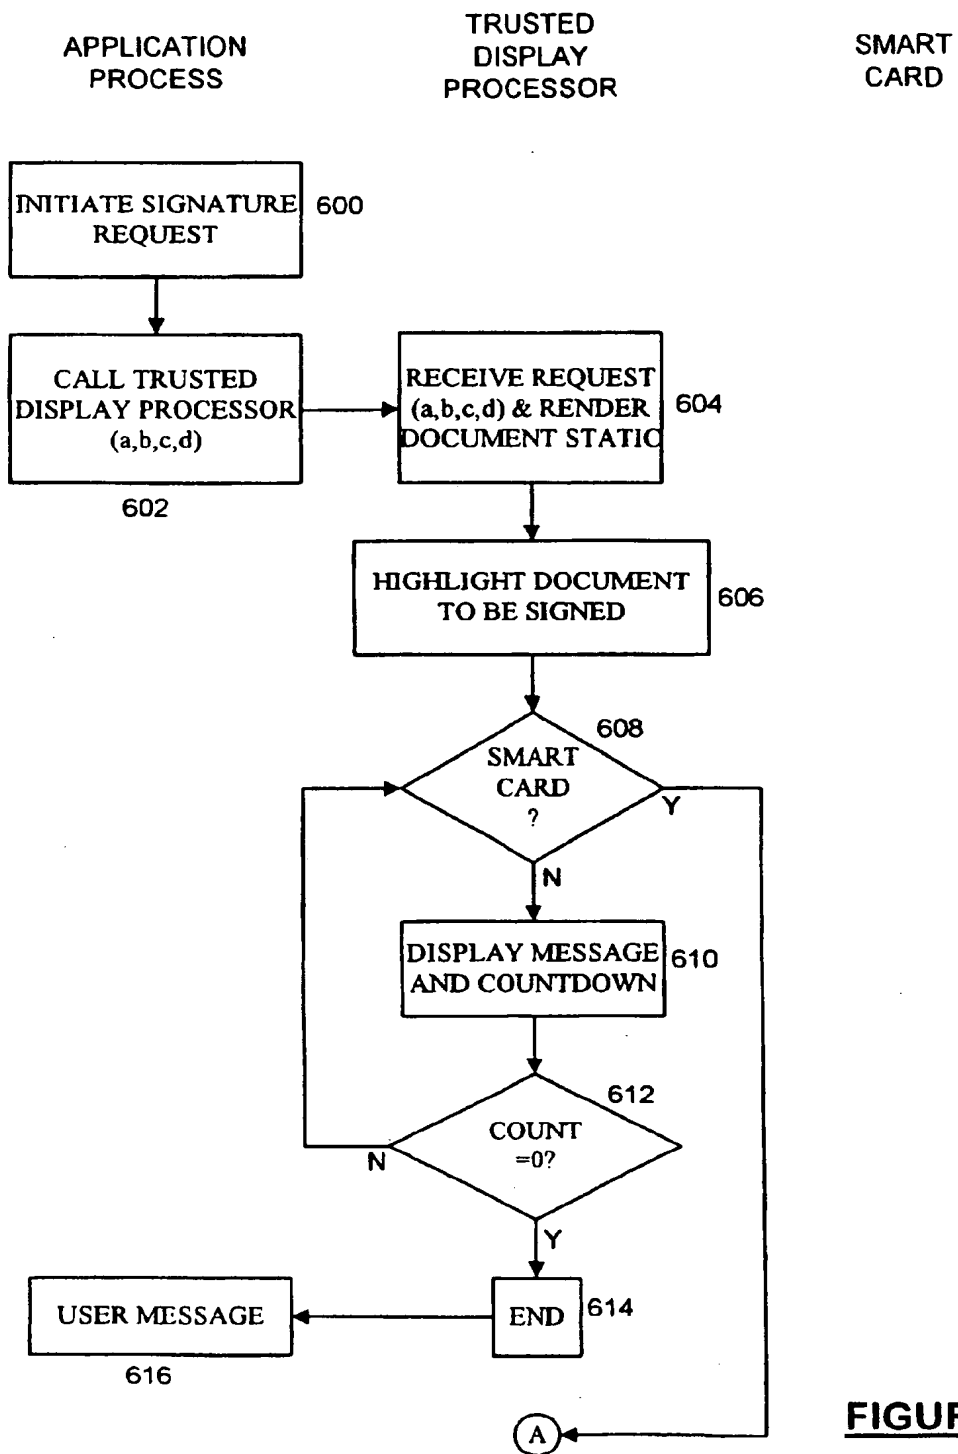 APPLICATION
PROCESS
TRUSTED
DISPLAY
PROCESSOR
SMART
CARD
INITIATE SIGNATURE
REQUEST
600
CALL TRUSTED
DISPLAY PROCESSOR
(a,b,c,d)
602
RECEIVE REQUEST
(a,b,c,d) & RENDER
DOCUMENT STATIC
604
HIGHLIGHT DOCUMENT
TO BE SIGNED
606
608
SMART
CARD
?
Y
N
DISPLAY MESSAGE
AND COUNTDOWN
610
612
COUNT
=0?
N
Y
USER MESSAGE
616
END
614
A